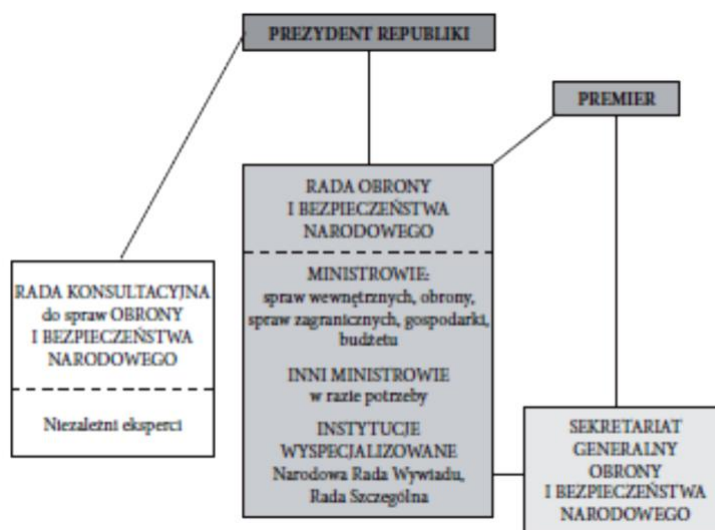 PREZYDENT REPUBLIKI
PREMIER
RADA OBRONY
I BEZPIECZEŃSTWA
NARODOWEGO
MINISTROWIE:
spraw wewnętrznych, obrony,
spraw zagranicznych, gospodarki,
budżetu
INNI MINISTROWIE
w razie potrzeby
INSTYTUCJE
WYSPECJALIZOWANE
Narodowa Rada Wywiadu,
Rada Szczególna
RADA KONSULTACYJNA
do spraw OBRONY
I BEZPIECZEŃSTWA
NARODOWEGO
Niezależni eksperci
SEKRETARIAT
GENERALNY
OBRONY
I BEZPIECZEŃSTWA
NARODOWEGO